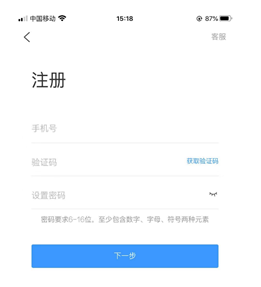 中国移动 15:18 87%
客服
注册
手机号
验证码 获取验证码
设置密码
密码要求6-16位，至少包含数字、字母、符号两种元素
下一步